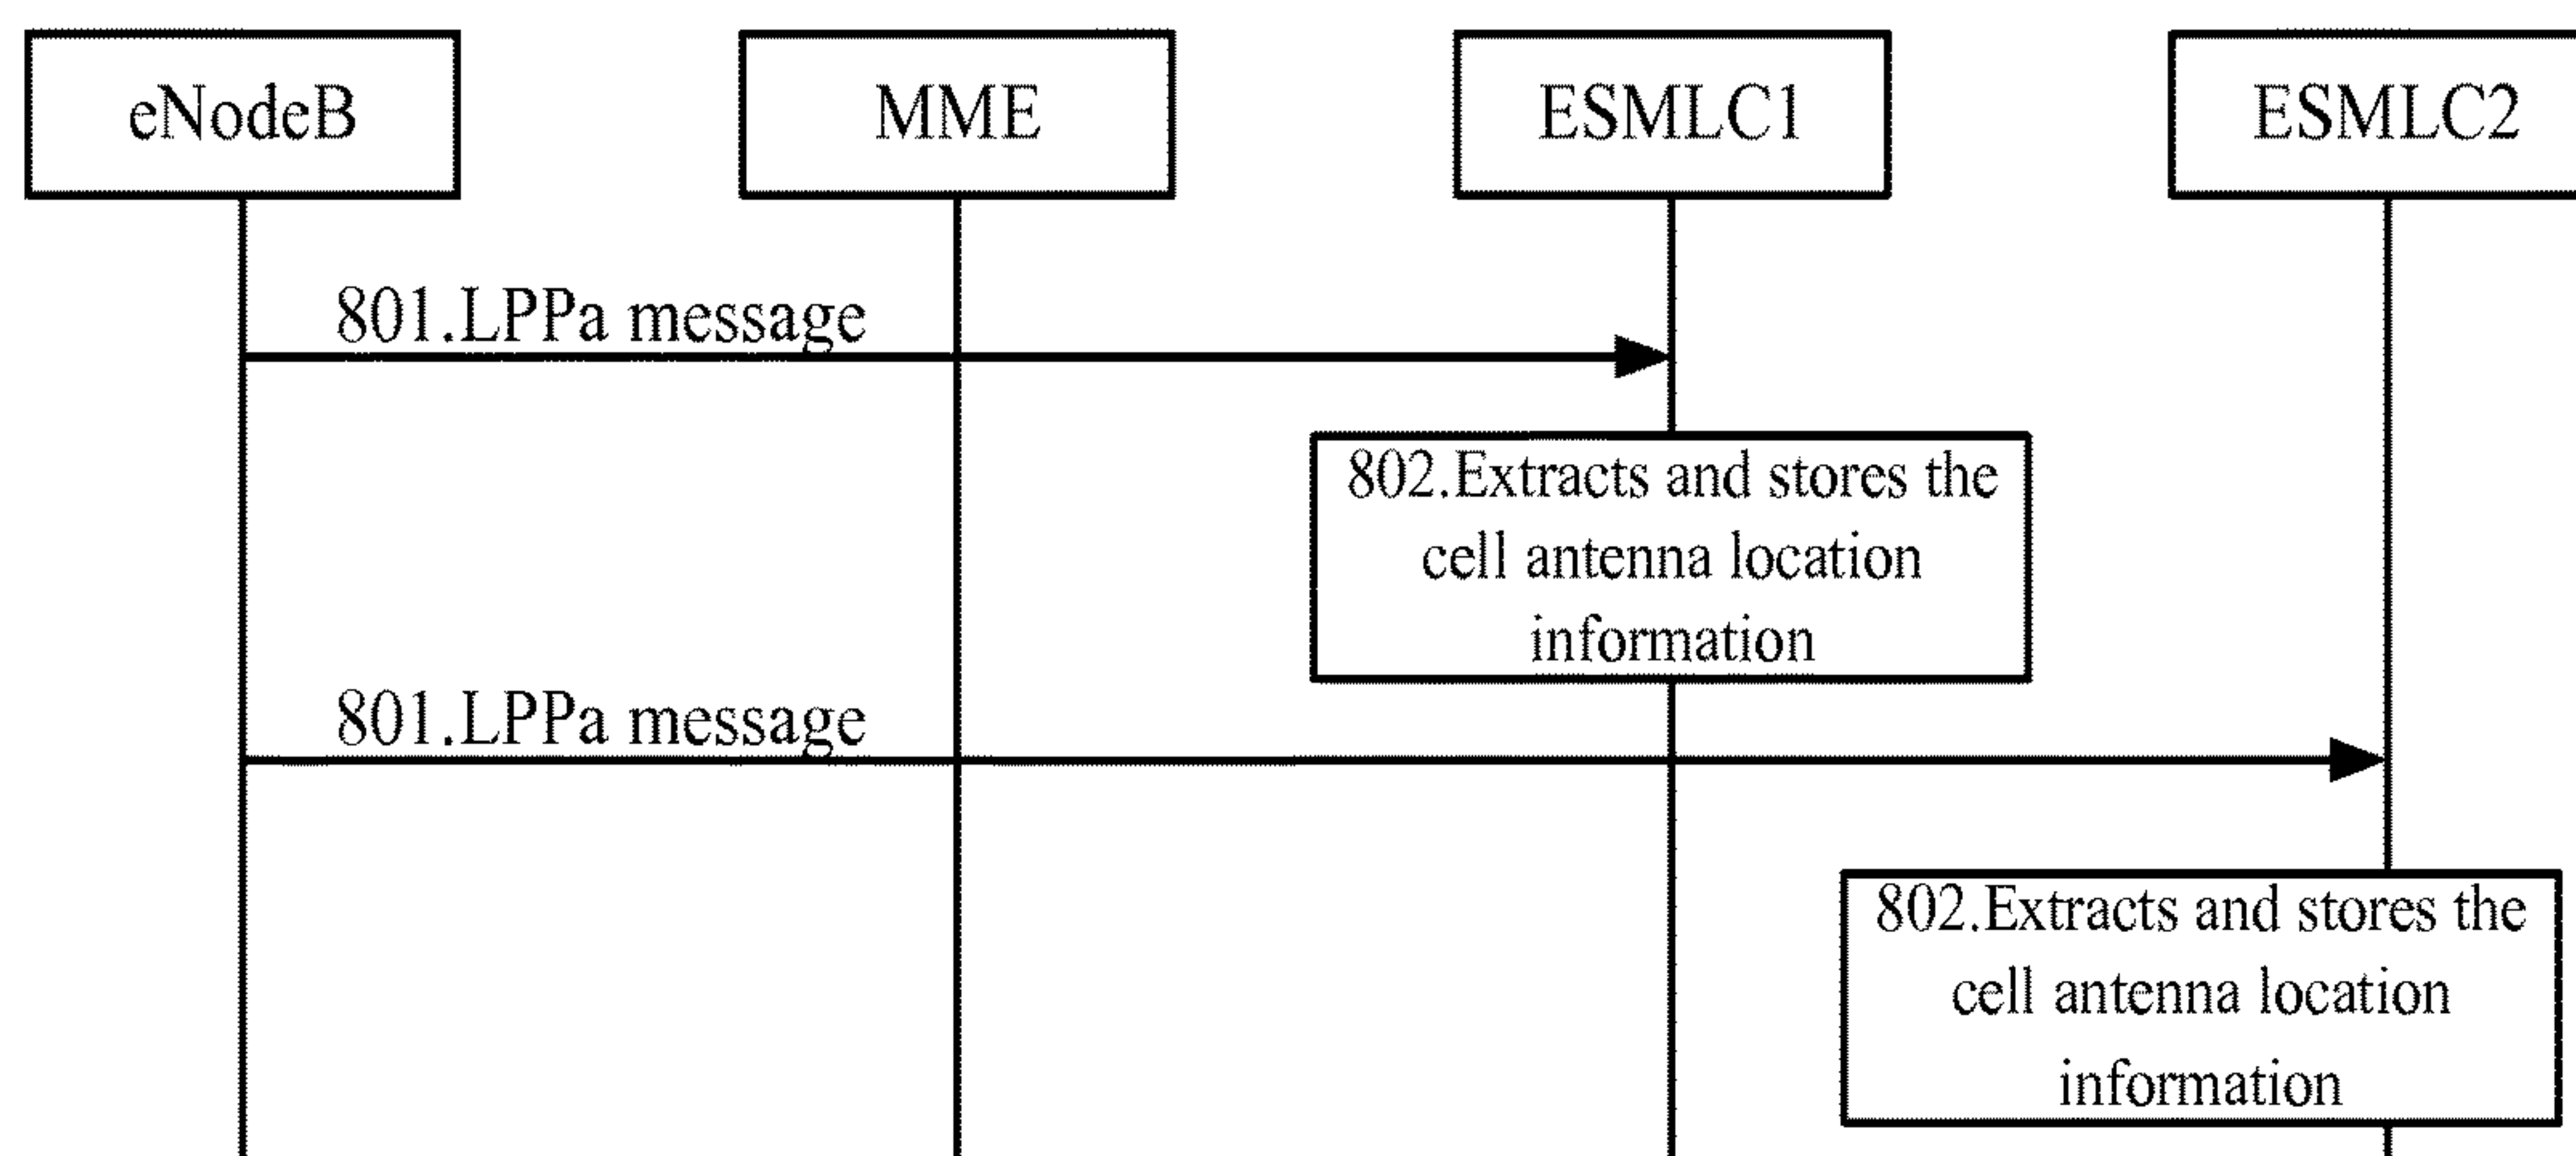 eNodeB
MME
ESMLC1
ESMLC2
801.LPPa message
802.Extracts and stores the
cell antenna location
information
801.LPPa message
802.Extracts and stores the
cell antenna location
information